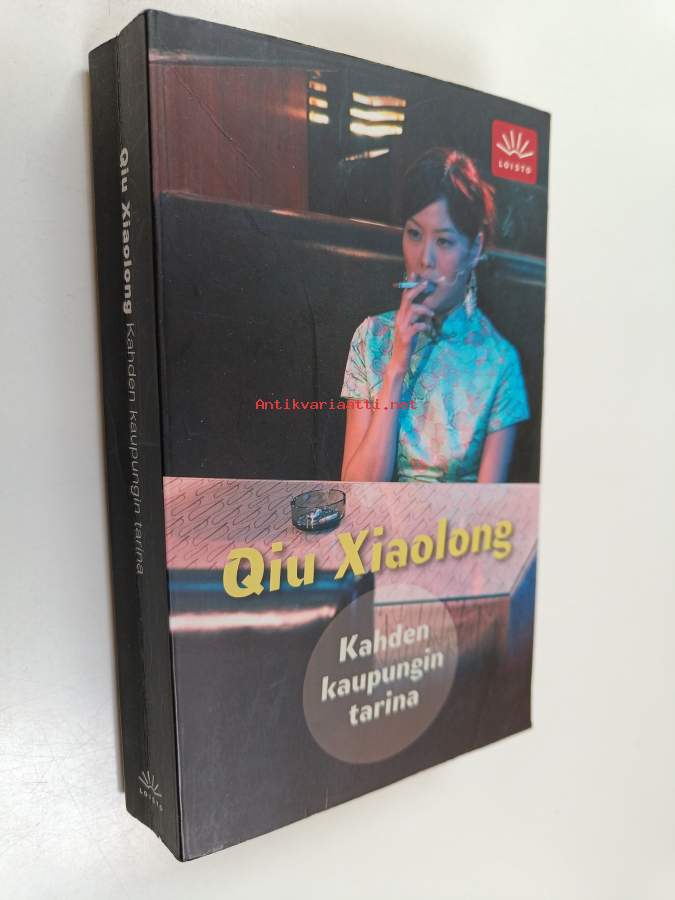 LOISTO
Antikvariaatti.net
Qiu Xiaolong
Kahden
kaupungin
tarina
Qiu Xiaolong Kahden kaupungin tarina
LOISTO